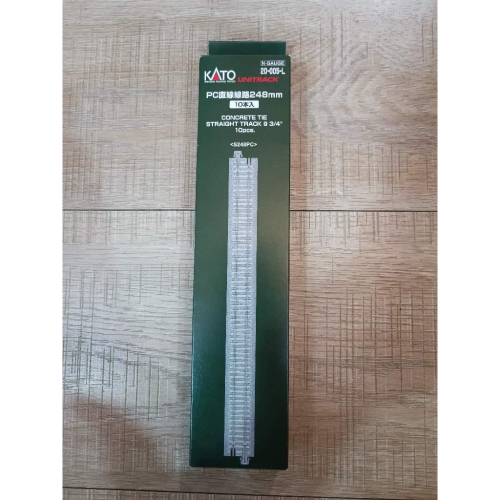 N-GAUGE
20-005-L
KATO
UNITRACK
PC直線線路248mm
10本入
CONCRETE TIE
STRAIGHT TRACK 9 3/4"
10pcs.
<S248PC>